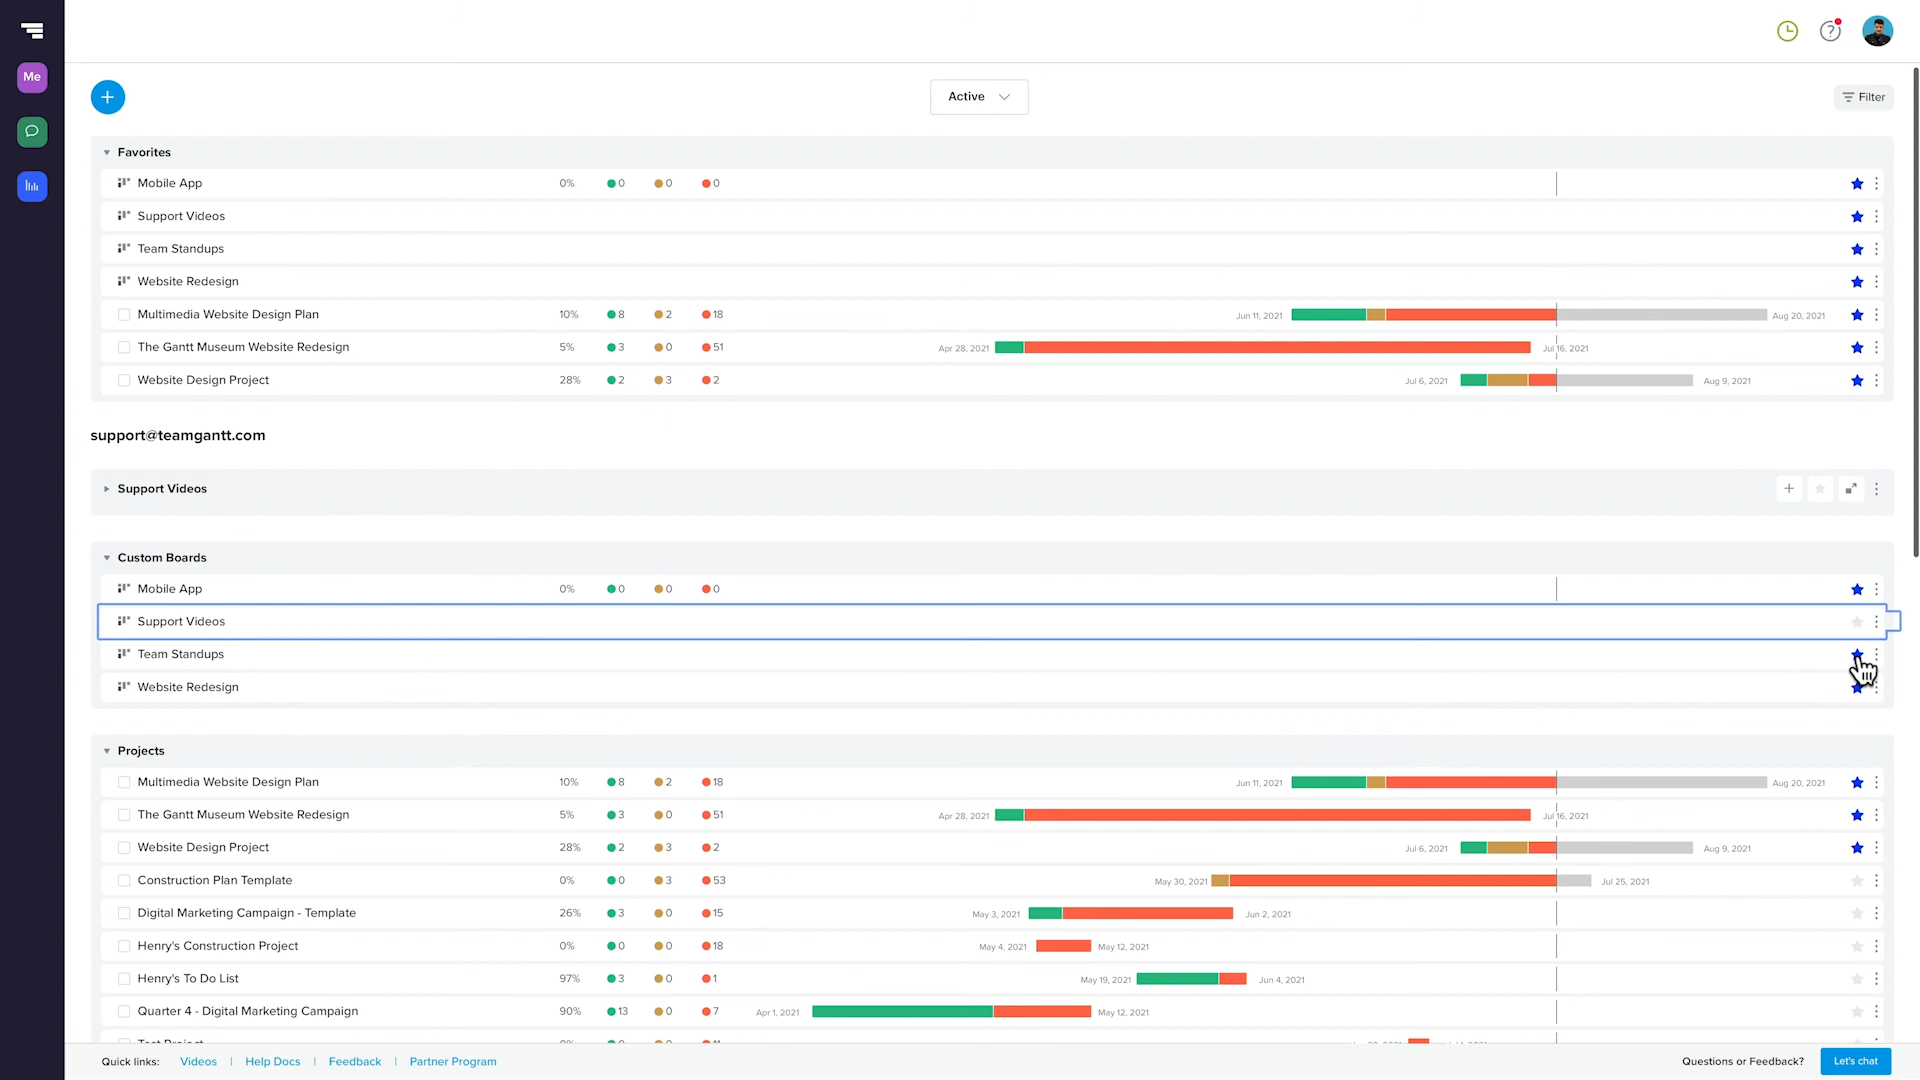 Me
Active
Filter
Favorites
Mobile App 0% 0 0 0
Support Videos
Team Standups
Website Redesign
Multimedia Website Design Plan 10% 8 2 18 Jun 11, 2021 Aug 20, 2021
The Gantt Museum Website Redesign 5% 3 0 51 Apr 28, 2021 Jul 16, 2021
Website Design Project 28% 2 3 2 Jul 6, 2021 Aug 9, 2021
support@teamgantt.com
Support Videos
Custom Boards
Mobile App 0% 0 0 0
Support Videos
Team Standups
Website Redesign
Projects
Multimedia Website Design Plan 10% 8 2 18 Jun 11, 2021 Aug 20, 2021
The Gantt Museum Website Redesign 5% 3 0 51 Apr 28, 2021 Jul 16, 2021
Website Design Project 28% 2 3 2 Jul 6, 2021 Aug 9, 2021
Construction Plan Template 0% 0 3 53 May 30, 2021 Jul 25, 2021
Digital Marketing Campaign - Template 26% 3 0 15 May 3, 2021 Jun 2, 2021
Henry's Construction Project 0% 0 0 18 May 4, 2021 May 12, 2021
Henry's To Do List 97% 3 0 1 May 19, 2021 Jun 4, 2021
Quarter 4 - Digital Marketing Campaign 90% 13 0 7 Apr 1, 2021 May 12, 2021
Test Project
Quick links: Videos | Help Docs | Feedback | Partner Program Questions or Feedback? Let's chat